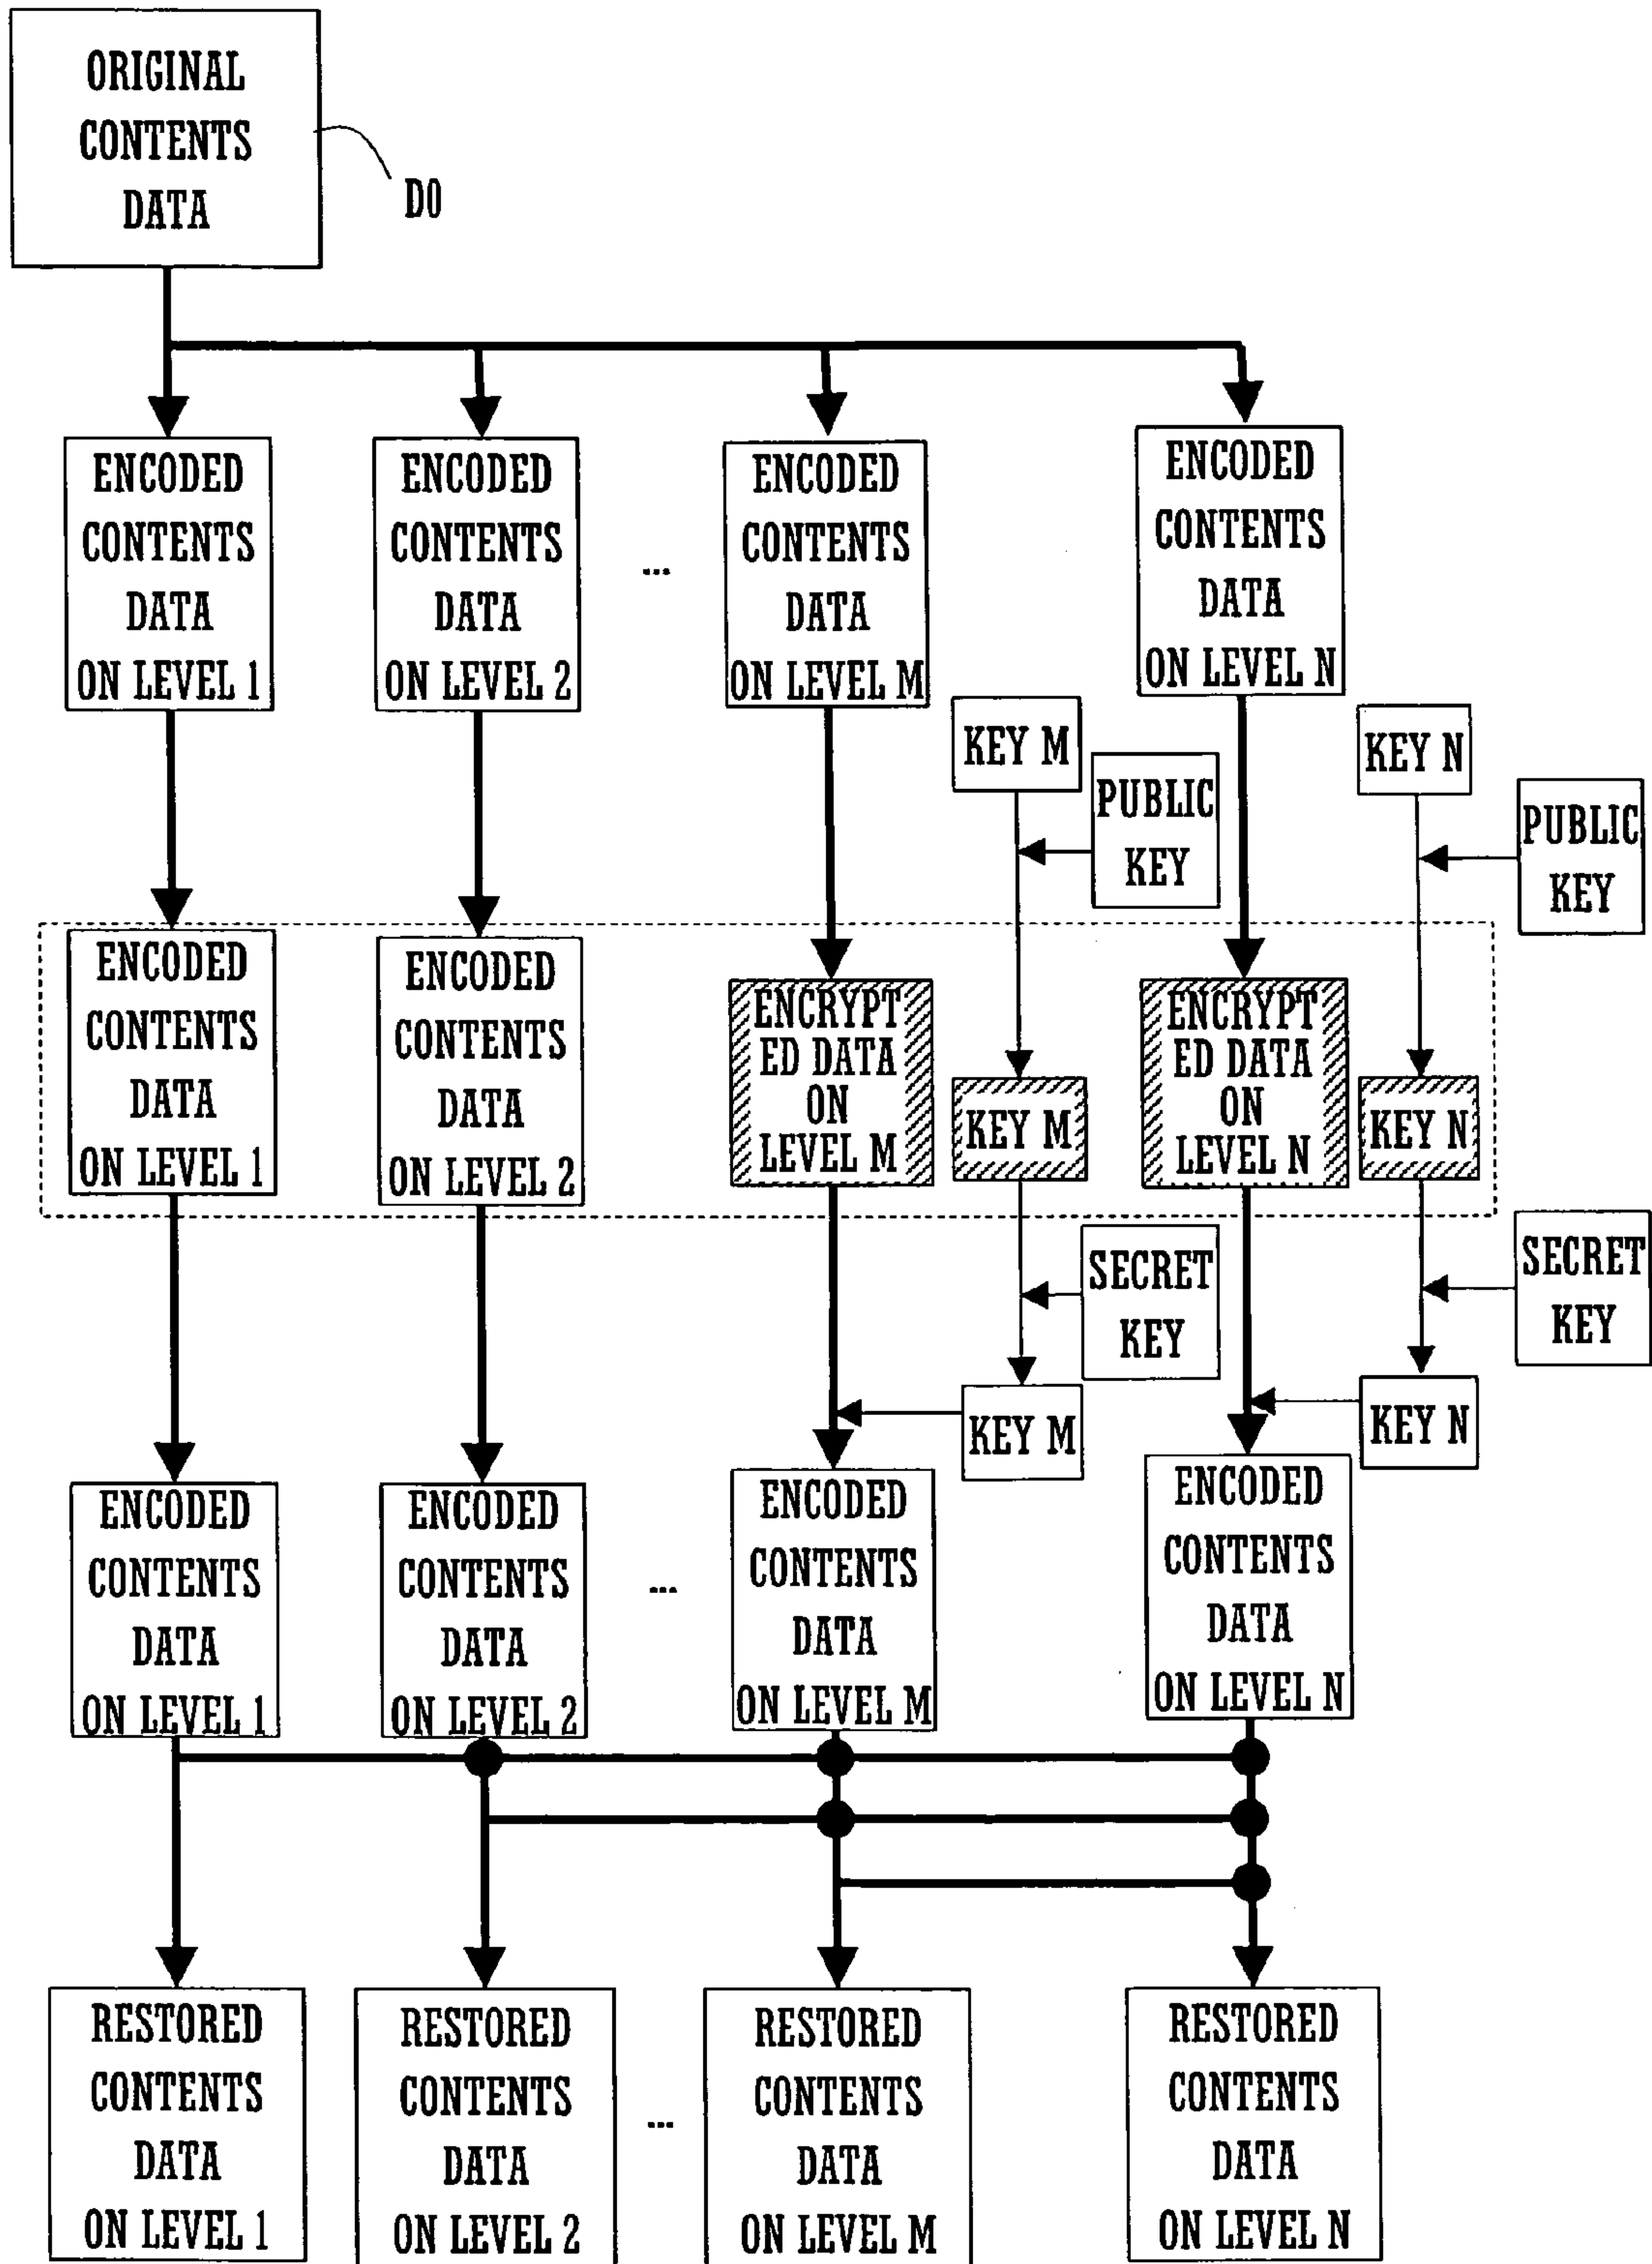 ORIGINAL
CONTENTS
DATA
D0
ENCODED
CONTENTS
DATA
ON LEVEL 1
ENCODED
CONTENTS
DATA
ON LEVEL 2
...
ENCODED
CONTENTS
DATA
ON LEVEL M
ENCODED
CONTENTS
DATA
ON LEVEL N
KEY M
PUBLIC
KEY
KEY N
PUBLIC
KEY
ENCODED
CONTENTS
DATA
ON LEVEL 1
ENCODED
CONTENTS
DATA
ON LEVEL 2
ENCRYPT
ED DATA
ON
LEVEL M
KEY M
ENCRYPT
ED DATA
ON
LEVEL N
KEY N
SECRET
KEY
SECRET
KEY
KEY M
KEY N
ENCODED
CONTENTS
DATA
ON LEVEL 1
ENCODED
CONTENTS
DATA
ON LEVEL 2
...
ENCODED
CONTENTS
DATA
ON LEVEL M
ENCODED
CONTENTS
DATA
ON LEVEL N
RESTORED
CONTENTS
DATA
ON LEVEL 1
RESTORED
CONTENTS
DATA
ON LEVEL 2
...
RESTORED
CONTENTS
DATA
ON LEVEL M
RESTORED
CONTENTS
DATA
ON LEVEL N